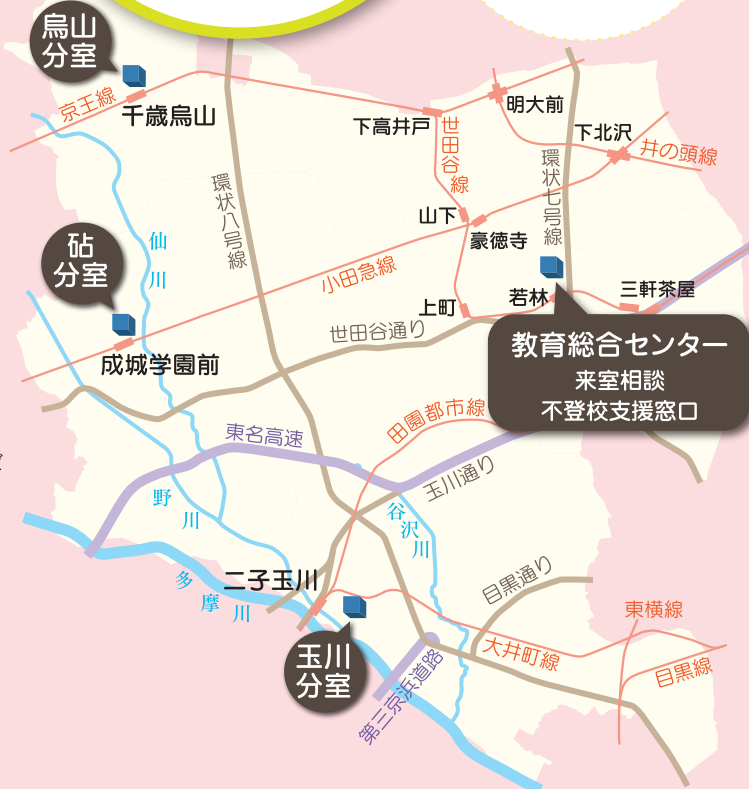 烏山
分室
京王線
千歳烏山
下高井戸
世田谷線
明大前
下北沢
井の頭線
環状八号線
環状七号線
仙川
砧
分室
山下
豪徳寺
小田急線
上町
若林
三軒茶屋
世田谷通り
成城学園前
教育総合センター
来室相談
不登校支援窓口
田園都市線
東名高速
玉川通り
野川
谷沢川
多摩川
二子玉川
目黒通り
玉川
分室
大井町線
東横線
目黒線
第三京浜道路